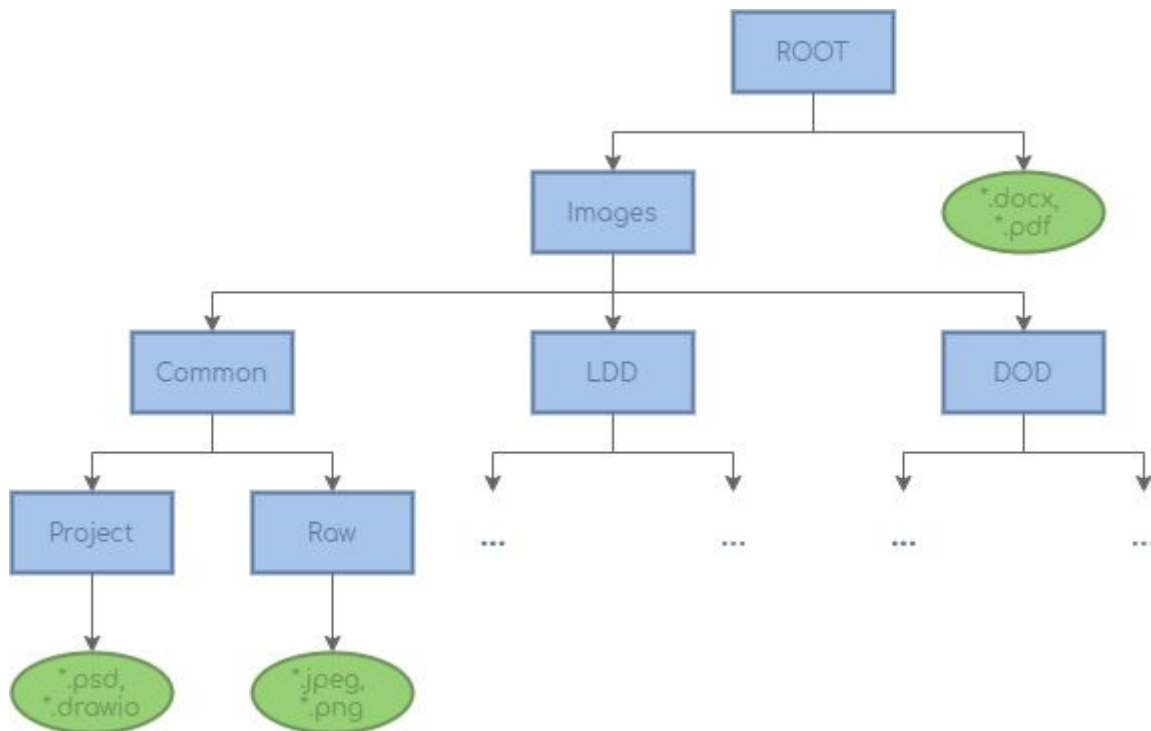 ROOT
Images
*.docx,
*.pdf
Common
LDD
DOD
Project
Raw
...
...
...
...
*.psd,
*.drawio
*.jpeg,
*.png